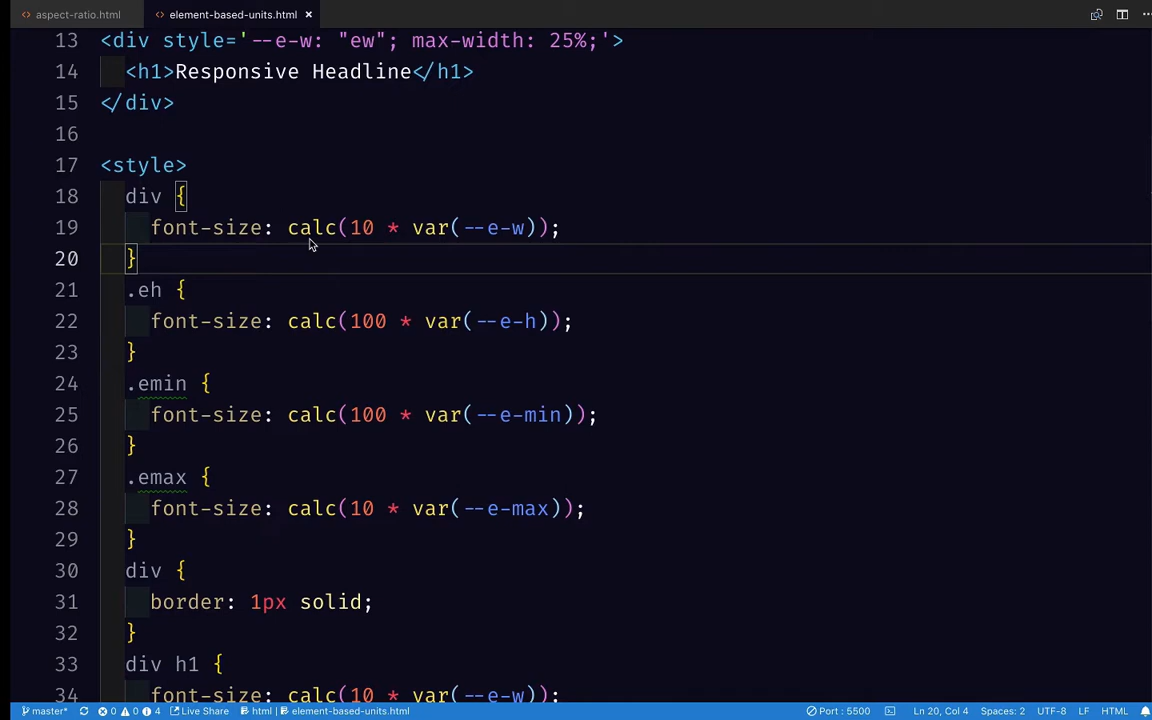 aspect-ratio.html element-based-units.html ×
13 <div style='--e-w: "ew"; max-width: 25%;'>
14 <h1>Responsive Headline</h1>
15 </div>
16
17 <style>
18 div {
19 font-size: calc(10 * var(--e-w));
20 }
21 .eh {
22 font-size: calc(100 * var(--e-h));
23 }
24 .emin {
25 font-size: calc(100 * var(--e-min));
26 }
27 .emax {
28 font-size: calc(10 * var(--e-max));
29 }
30 div {
31 border: 1px solid;
32 }
33 div h1 {
34 font-size: calc(10 * var(--e-w));
master* 0 0 4 Live Share html | element-based-units.html Port : 5500 Ln 20, Col 4 Spaces: 2 UTF-8 LF HTML